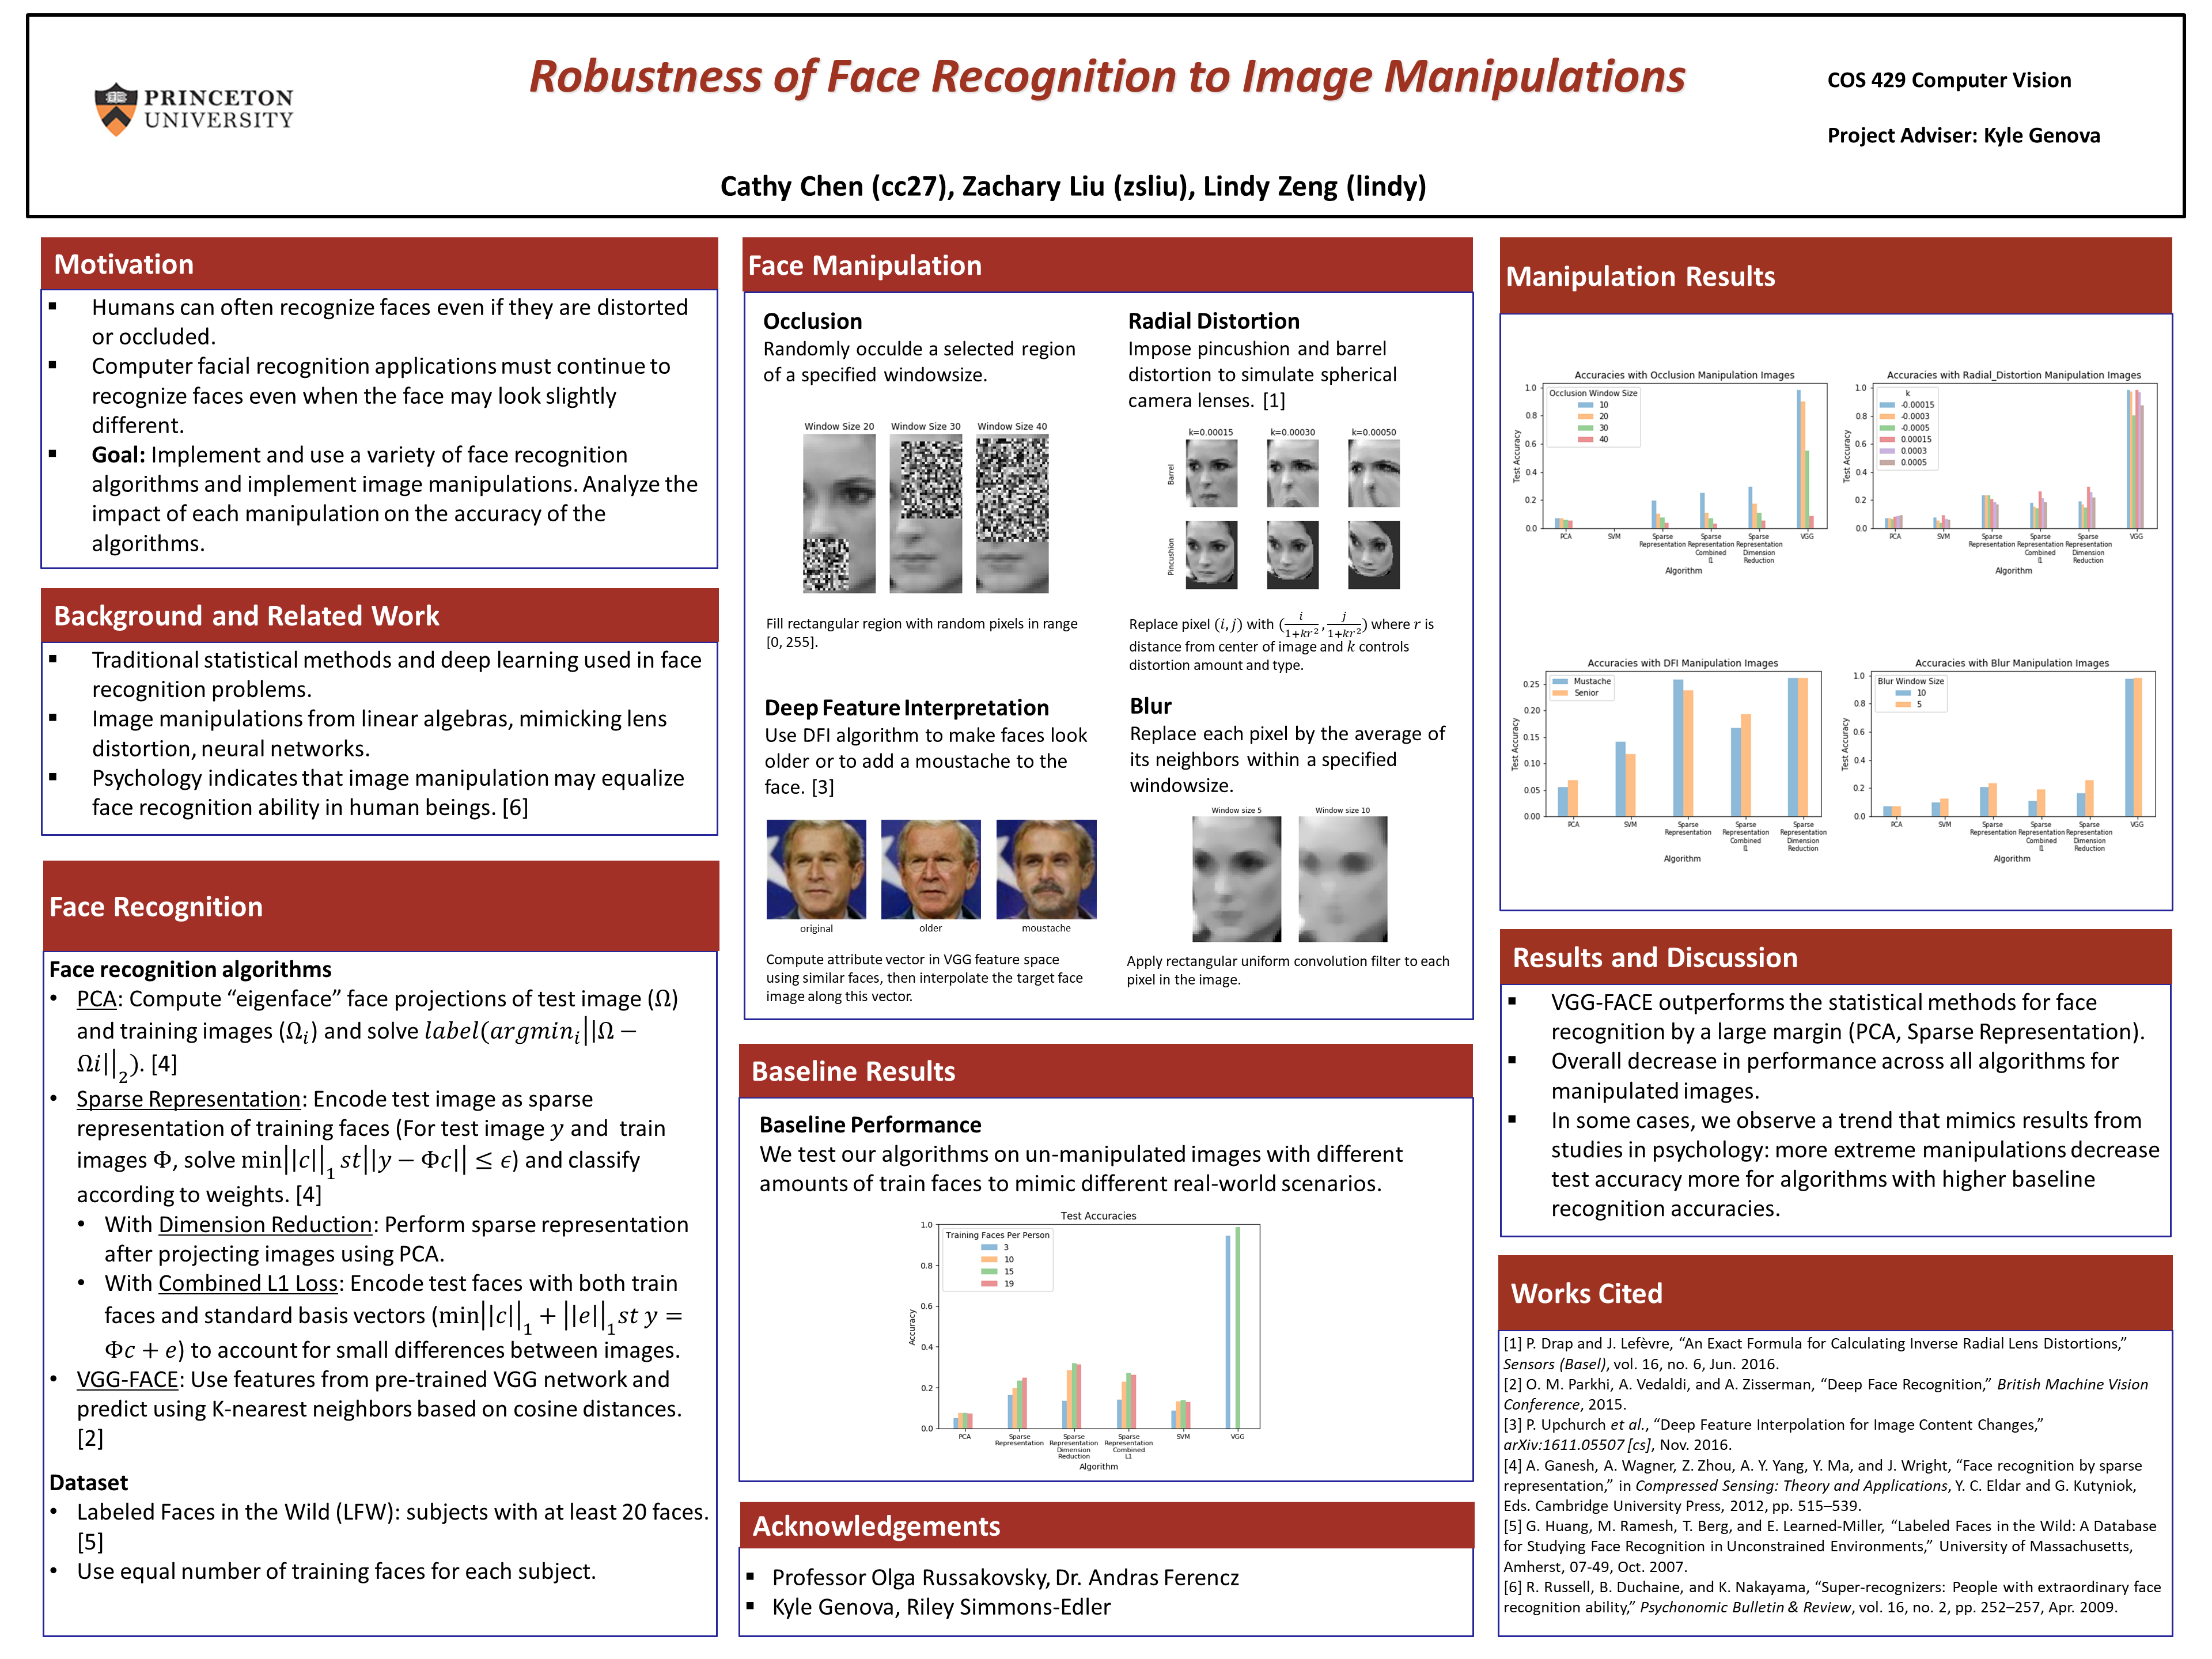 PRINCETON
UNIVERSITY
Robustness of Face Recognition to Image Manipulations
COS 429 Computer Vision
Project Adviser: Kyle Genova
Cathy Chen (cc27), Zachary Liu (zsliu), Lindy Zeng (lindy)
Motivation
▪ Humans can often recognize faces even if they are distorted
or occluded.
▪ Computer facial recognition applications must continue to
recognize faces even when the face may look slightly
different.
▪ Goal: Implement and use a variety of face recognition
algorithms and implement image manipulations. Analyze the
impact of each manipulation on the accuracy of the
algorithms.
Background and Related Work
▪ Traditional statistical methods and deep learning used in face
recognition problems.
▪ Image manipulations from linear algebras, mimicking lens
distortion, neural networks.
▪ Psychology indicates that image manipulation may equalize
face recognition ability in human beings. [6]
Face Recognition
Face recognition algorithms
• PCA: Compute “eigenface” face projections of test image (Ω)
and training images (Ωᵢ) and solve label(argminᵢ||Ω −
Ωi||₂). [4]
• Sparse Representation: Encode test image as sparse
representation of training faces (For test image y and train
images Φ, solve min||c||₁ st||y − Φc|| ≤ ϵ) and classify
according to weights. [4]
• With Dimension Reduction: Perform sparse representation
after projecting images using PCA.
• With Combined L1 Loss: Encode test faces with both train
faces and standard basis vectors (min||c||₁ + ||e||₁st y =
Φc + e) to account for small differences between images.
• VGG-FACE: Use features from pre-trained VGG network and
predict using K-nearest neighbors based on cosine distances.
[2]
Dataset
• Labeled Faces in the Wild (LFW): subjects with at least 20 faces.
[5]
• Use equal number of training faces for each subject.
Face Manipulation
Occlusion
Randomly occulde a selected region
of a specified windowsize.
Window Size 20 Window Size 30 Window Size 40
Fill rectangular region with random pixels in range
[0, 255].
Radial Distortion
Impose pincushion and barrel
distortion to simulate spherical
camera lenses. [1]
k=0.00015 k=0.00030 k=0.00050
Barrel
Pincushion
Replace pixel (i, j) with (i/1+kr², j/1+kr²) where r is
distance from center of image and k controls
distortion amount and type.
Deep Feature Interpretation
Use DFI algorithm to make faces look
older or to add a moustache to the
face. [3]
original older moustache
Compute attribute vector in VGG feature space
using similar faces, then interpolate the target face
image along this vector.
Blur
Replace each pixel by the average of
its neighbors within a specified
windowsize.
Window size 5 Window size 10
Apply rectangular uniform convolution filter to each
pixel in the image.
Baseline Results
Baseline Performance
We test our algorithms on un-manipulated images with different
amounts of train faces to mimic different real-world scenarios.
Test Accuracies
Training Faces Per Person
3
10
15
19
Accuracy
1.0
0.8
0.6
0.4
0.2
0.0
PCA
Sparse
Representation
Sparse
Representation
Dimension
Reduction
Sparse
Representation
Combined
L1
SVM
VGG
Algorithm
Acknowledgements
▪ Professor Olga Russakovsky, Dr. Andras Ferencz
▪ Kyle Genova, Riley Simmons-Edler
Manipulation Results
Accuracies with Occlusion Manipulation Images
Occlusion Window Size
10
20
30
40
Test Accuracy
1.0
0.8
0.6
0.4
0.2
0.0
PCA
SVM
Sparse
Representation
Sparse
Representation
Combined
l1
Sparse
Representation
Dimension
Reduction
VGG
Algorithm
Accuracies with Radial_Distortion Manipulation Images
k
-0.00015
-0.0003
-0.0005
0.00015
0.0003
0.0005
Test Accuracy
1.0
0.8
0.6
0.4
0.2
0.0
PCA
SVM
Sparse
Representation
Sparse
Representation
Combined
l1
Sparse
Representation
Dimension
Reduction
VGG
Algorithm
Accuracies with DFI Manipulation Images
Mustache
Senior
Test Accuracy
0.25
0.20
0.15
0.10
0.05
0.00
PCA
SVM
Sparse
Representation
Sparse
Representation
Combined
l1
Sparse
Representation
Dimension
Reduction
Algorithm
Accuracies with Blur Manipulation Images
Blur Window Size
10
5
Test Accuracy
1.0
0.8
0.6
0.4
0.2
0.0
PCA
SVM
Sparse
Representation
Sparse
Representation
Combined
l1
Sparse
Representation
Dimension
Reduction
VGG
Algorithm
Results and Discussion
▪ VGG-FACE outperforms the statistical methods for face
recognition by a large margin (PCA, Sparse Representation).
▪ Overall decrease in performance across all algorithms for
manipulated images.
▪ In some cases, we observe a trend that mimics results from
studies in psychology: more extreme manipulations decrease
test accuracy more for algorithms with higher baseline
recognition accuracies.
Works Cited
[1] P. Drap and J. Lefèvre, “An Exact Formula for Calculating Inverse Radial Lens Distortions,”
Sensors (Basel), vol. 16, no. 6, Jun. 2016.
[2] O. M. Parkhi, A. Vedaldi, and A. Zisserman, “Deep Face Recognition,” British Machine Vision
Conference, 2015.
[3] P. Upchurch et al., “Deep Feature Interpolation for Image Content Changes,”
arXiv:1611.05507 [cs], Nov. 2016.
[4] A. Ganesh, A. Wagner, Z. Zhou, A. Y. Yang, Y. Ma, and J. Wright, “Face recognition by sparse
representation,” in Compressed Sensing: Theory and Applications, Y. C. Eldar and G. Kutyniok,
Eds. Cambridge University Press, 2012, pp. 515–539.
[5] G. Huang, M. Ramesh, T. Berg, and E. Learned-Miller, “Labeled Faces in the Wild: A Database
for Studying Face Recognition in Unconstrained Environments,” University of Massachusetts,
Amherst, 07-49, Oct. 2007.
[6] R. Russell, B. Duchaine, and K. Nakayama, “Super-recognizers: People with extraordinary face
recognition ability,” Psychonomic Bulletin & Review, vol. 16, no. 2, pp. 252–257, Apr. 2009.